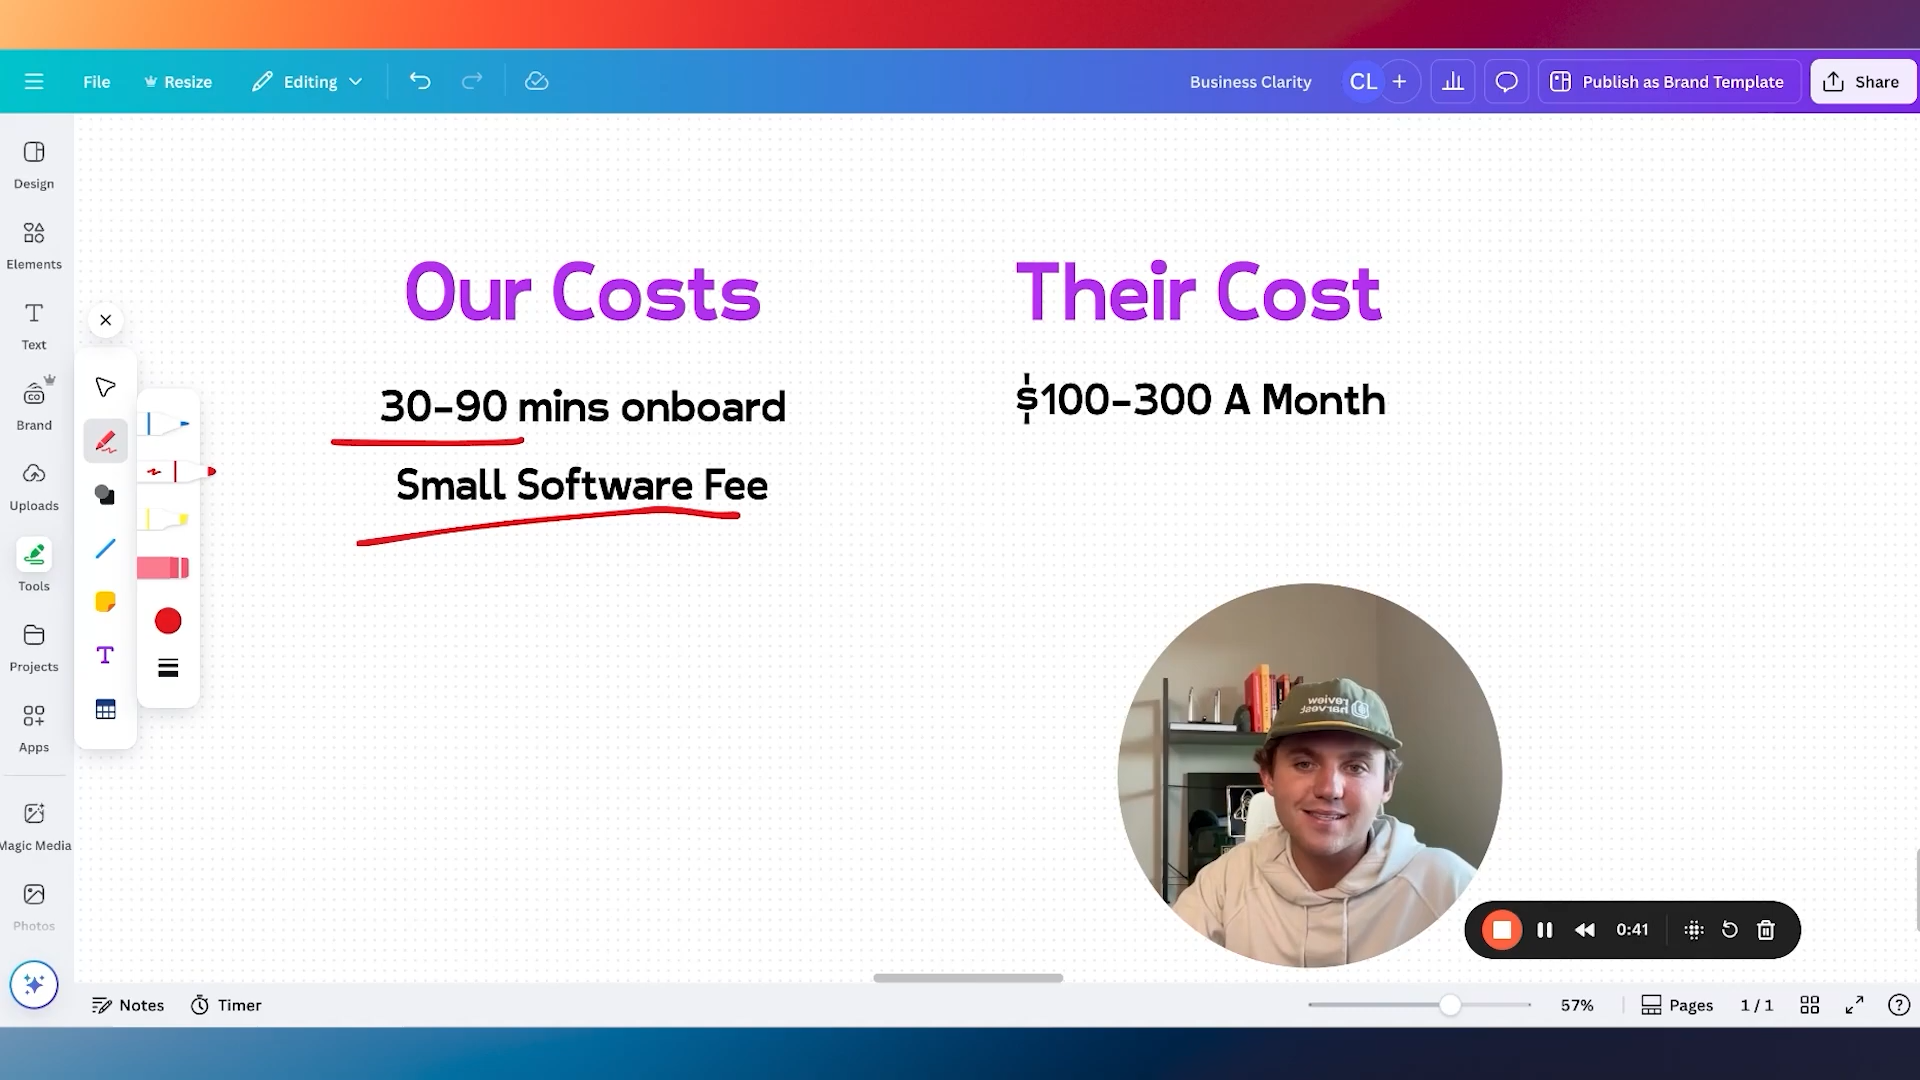 File
Resize
Editing
Business Clarity
CL
+
Publish as Brand Template
Share
Design
Elements
Text
Brand
Uploads
Tools
Projects
Apps
Magic Media
Photos
Our Costs
30-90 mins onboard
Small Software Fee
Their Cost
$100-300 A Month
review
harvest
0:41
Notes
Timer
57%
Pages
1 / 1